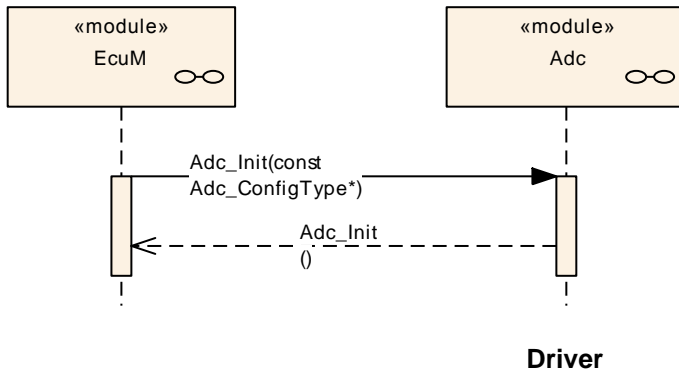 «module»
EcuM
«module»
Adc
Adc_Init(const
Adc_ConfigType*)
Adc_Init
()
Driver